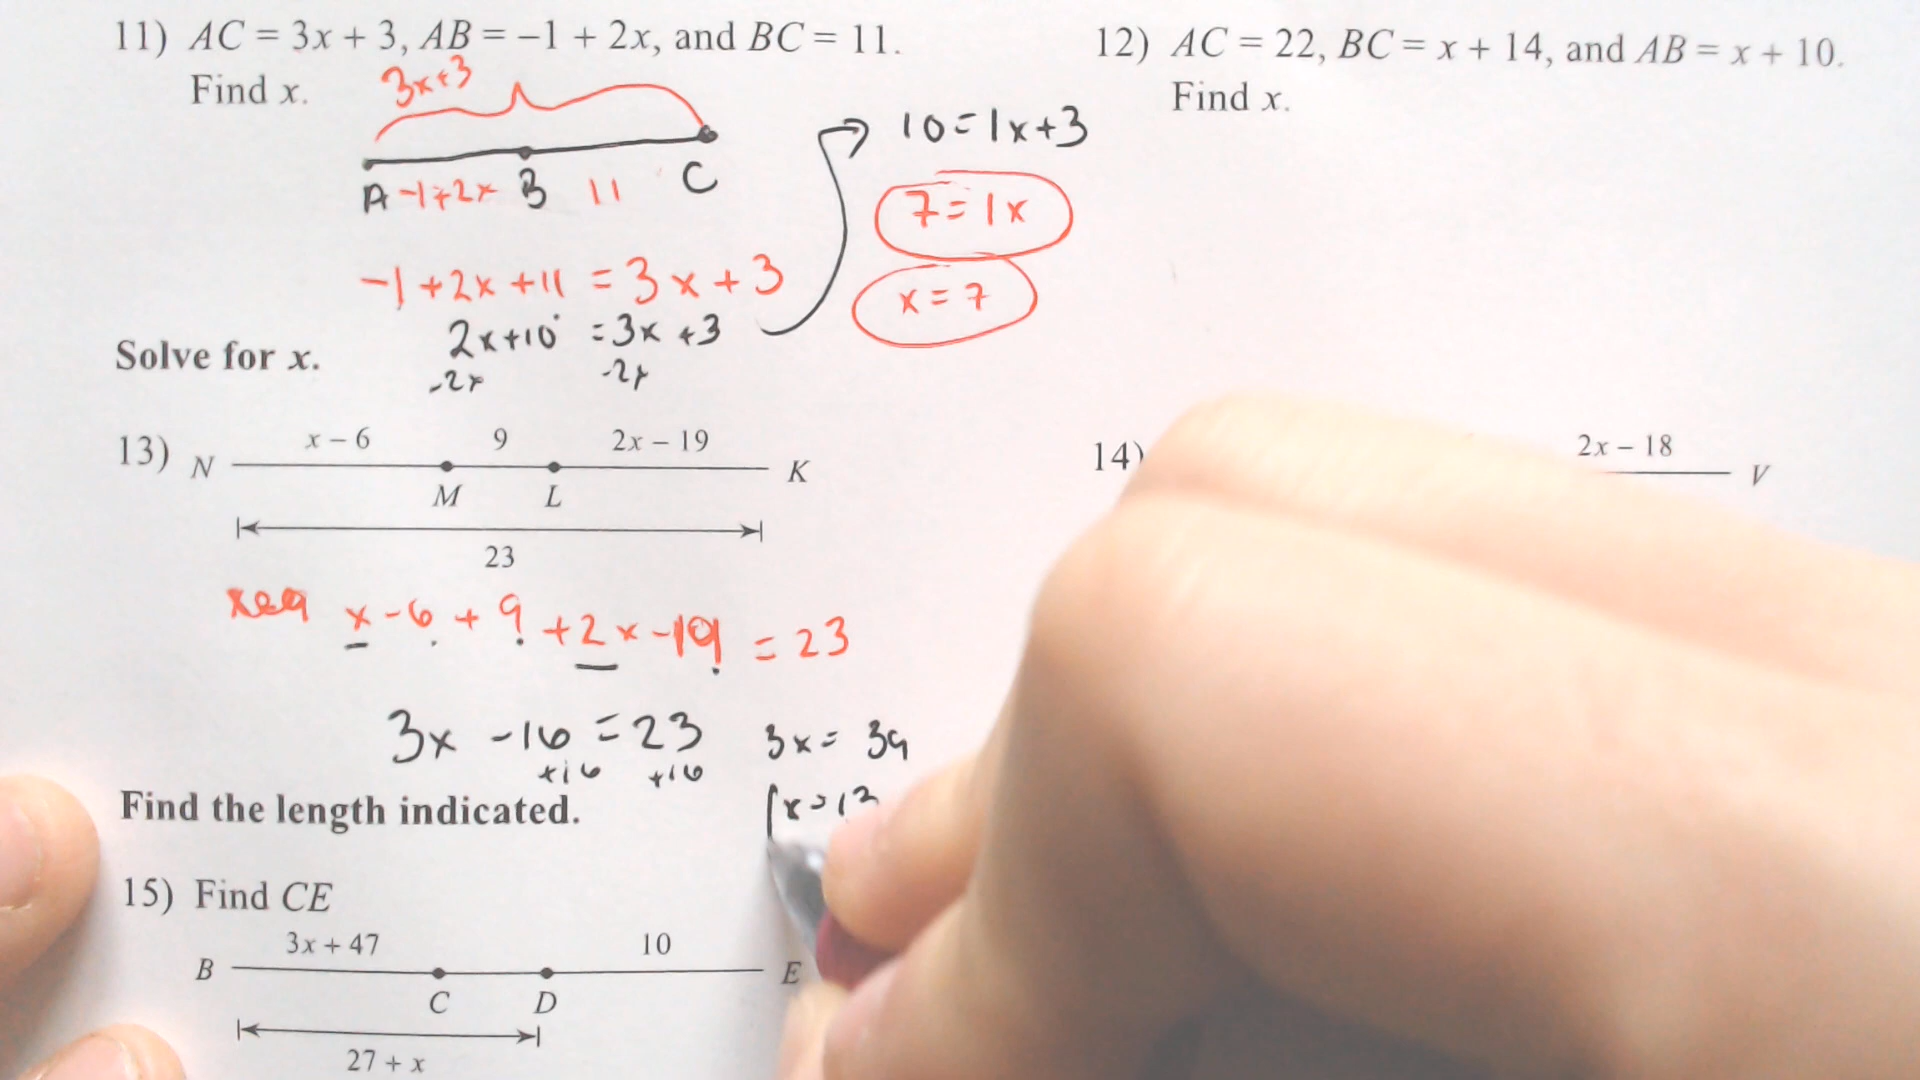 11) AC = 3x + 3, AB = −1 + 2x, and BC = 11.
Find x.
3x+3
A -1+2x B 11 C
-1+2x+11 = 3x+3
2x+10 = 3x+3
-2x -2x
10=1x+3
7=1x
x=7
12) AC = 22, BC = x + 14, and AB = x + 10.
Find x.
Solve for x.
13) N x − 6 9 2x − 19 K
M L
23
x-6+9+2x-19=23
3x-16=23
+16 +16
3x=39
14)
2x − 18
V
Find the length indicated.
15) Find CE
3x + 47 10
B E
C D
27 + x